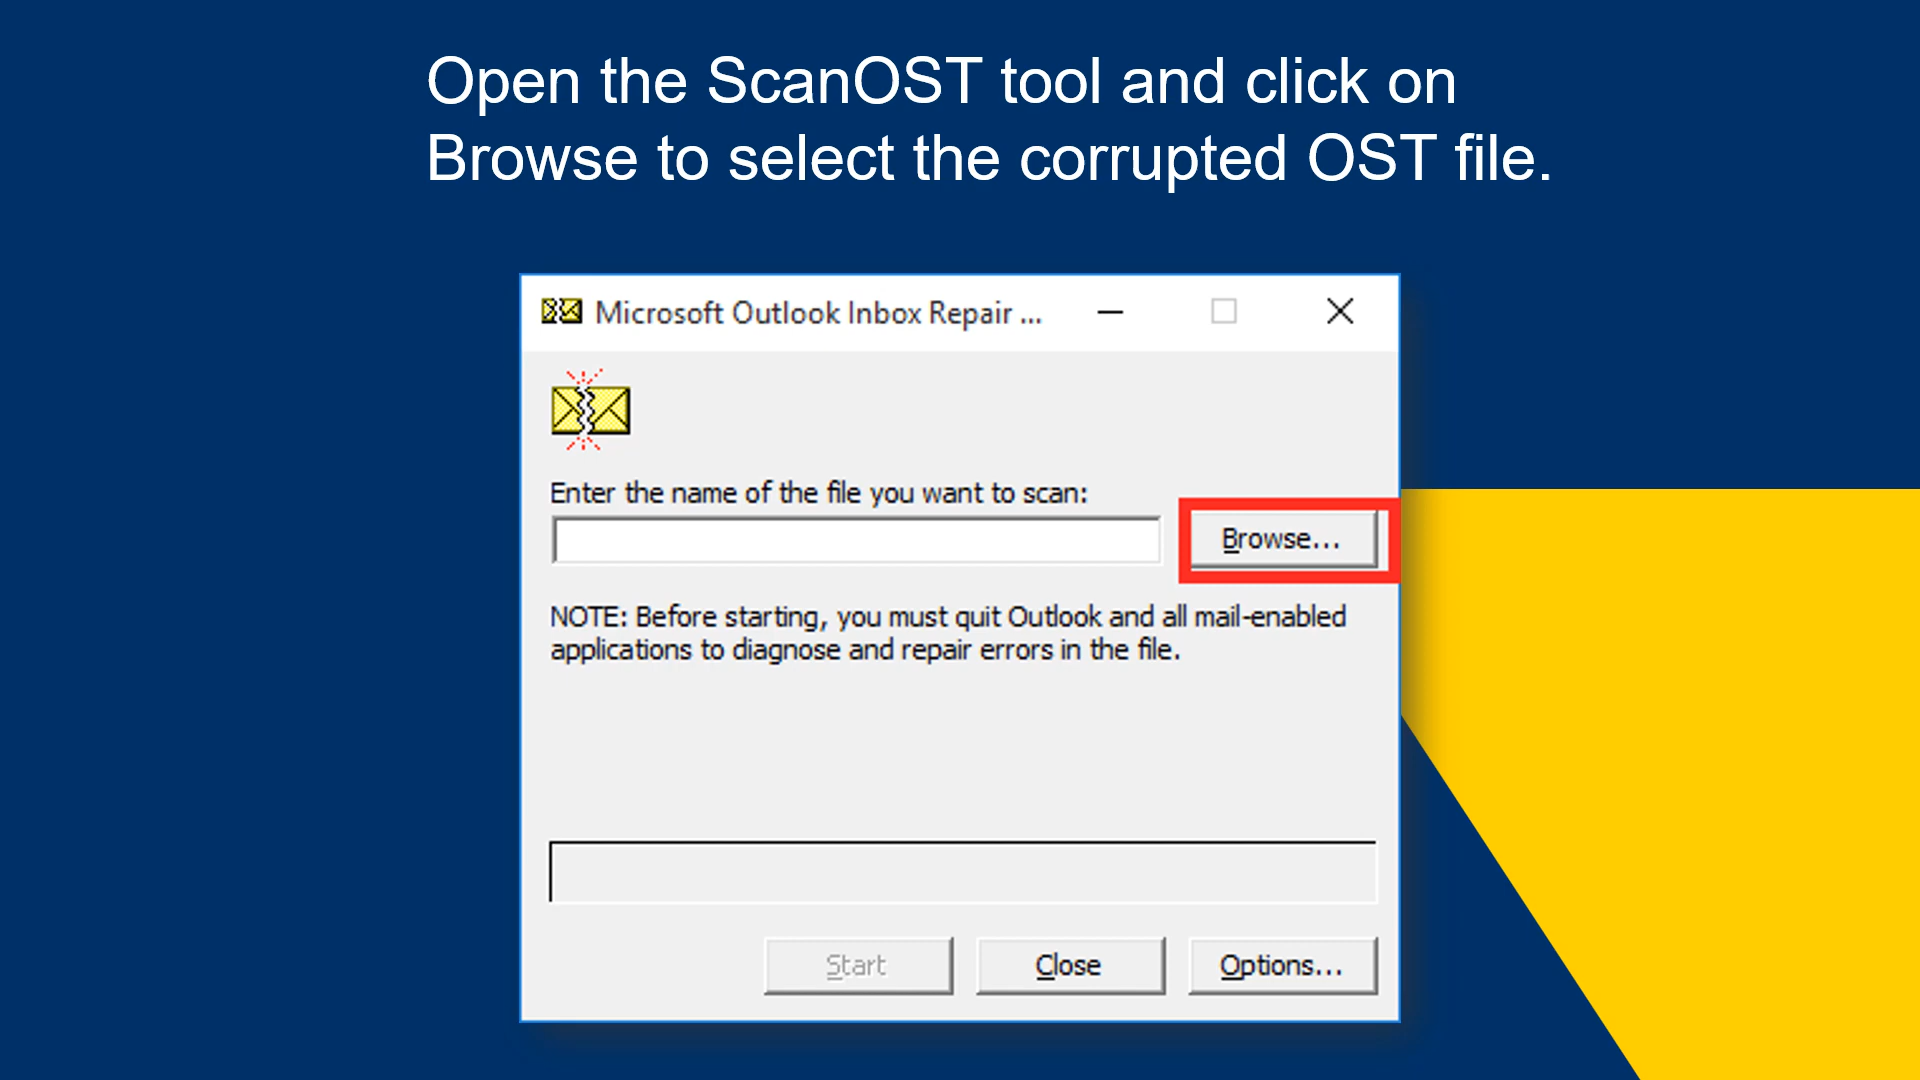 Open the ScanOST tool and click on
Browse to select the corrupted OST file.
Microsoft Outlook Inbox Repair ...
Enter the name of the file you want to scan:
Browse...
NOTE: Before starting, you must quit Outlook and all mail-enabled
applications to diagnose and repair errors in the file.
Start Close Options...